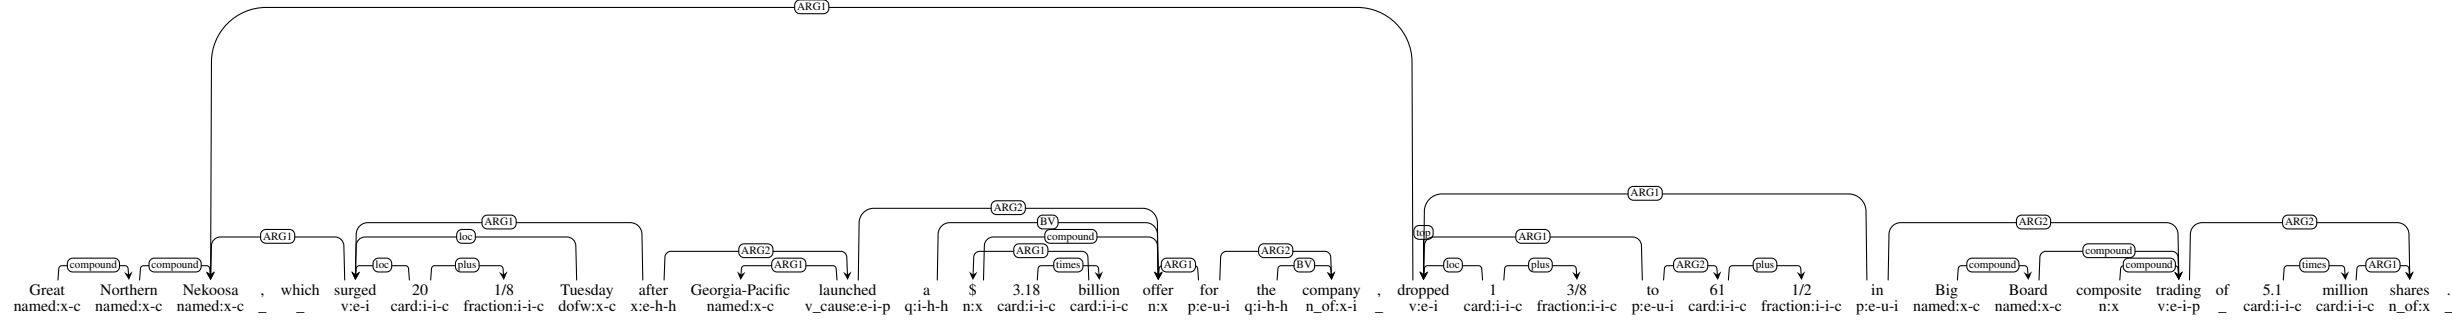 ARG1
ARG1
ARG2 BV
ARG1 ARG2 ARG2
ARG1 loc compound top ARG1
ARG2 ARG1 ARG2 compound
compound compound loc plus ARG1 times ARG1 BV loc plus ARG2 plus compound compound times ARG1
Great Northern Nekoosa , which surged 20 1/8 Tuesday after Georgia-Pacific launched a $ 3.18 billion offer for the company , dropped 1 3/8 to 61 1/2 in Big Board composite trading of 5.1 million shares .
named:x-c named:x-c named:x-c _ _ v:e-i card:i-i-c fraction:i-i-c dofw:x-c x:e-h-h named:x-c v_cause:e-i-p q:i-h-h n:x card:i-i-c card:i-i-c n:x p:e-u-i q:i-h-h n_of:x-i _ v:e-i card:i-i-c fraction:i-i-c p:e-u-i card:i-i-c fraction:i-i-c p:e-u-i named:x-c named:x-c n:x v:e-i-p _ card:i-i-c card:i-i-c n_of:x _